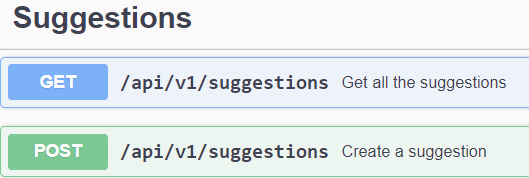 Suggestions
GET /api/v1/suggestions Get all the suggestions
POST /api/v1/suggestions Create a suggestion